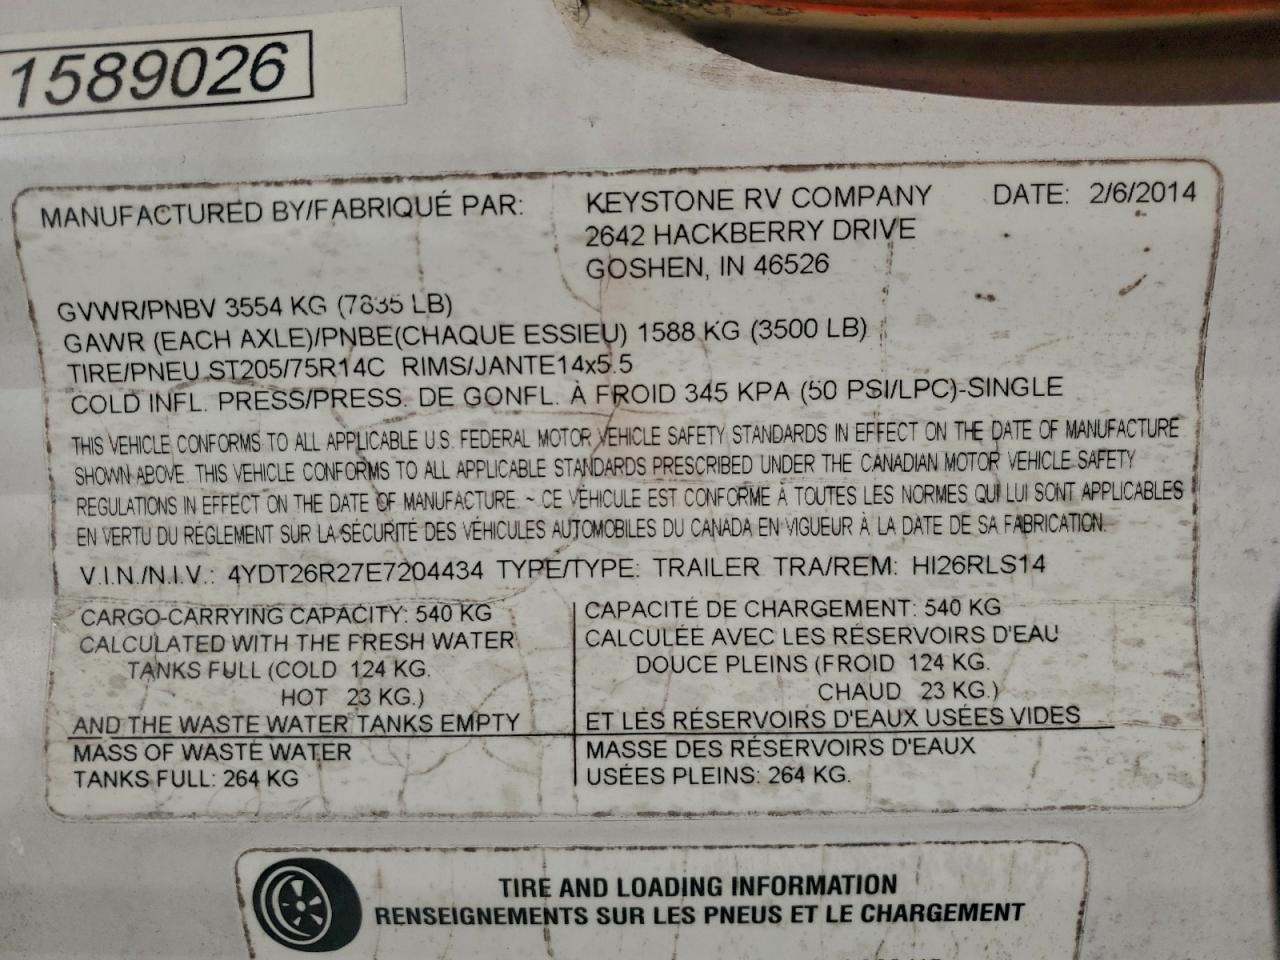 1589026
MANUFACTURED BY/FABRIQUÉ PAR: KEYSTONE RV COMPANY DATE: 2/6/2014
2642 HACKBERRY DRIVE
GOSHEN, IN 46526
GVWR/PNBV 3554 KG (7835 LB)
GAWR (EACH AXLE)/PNBE(CHAQUE ESSIEU) 1588 KG (3500 LB)
TIRE/PNEU ST205/75R14C RIMS/JANTE14x5.5
COLD INFL. PRESS/PRESS. DE GONFL. À FROID 345 KPA (50 PSI/LPC)-SINGLE
THIS VEHICLE CONFORMS TO ALL APPLICABLE U.S. FEDERAL MOTOR VEHICLE SAFETY STANDARDS IN EFFECT ON THE DATE OF MANUFACTURE
SHOWN ABOVE. THIS VEHICLE CONFORMS TO ALL APPLICABLE STANDARDS PRESCRIBED UNDER THE CANADIAN MOTOR VEHICLE SAFETY
REGULATIONS IN EFFECT ON THE DATE OF MANUFACTURE. ~ CE VÉHICULE EST CONFORME À TOUTES LES NORMES QUI LUI SONT APPLICABLES
EN VERTU DU RÉGLEMENT SUR LA SÉCURITÉ DES VÉHICULES AUTOMOBILES DU CANADA EN VIGUEUR À LA DATE DE SA FABRICATION.
V.I.N./N.I.V.: 4YDT26R27E7204434 TYPE/TYPE: TRAILER TRA/REM: HI26RLS14
CARGO-CARRYING CAPACITY: 540 KG
CALCULATED WITH THE FRESH WATER
TANKS FULL (COLD 124 KG.
HOT 23 KG.)
AND THE WASTE WATER TANKS EMPTY
MASS OF WASTE WATER
TANKS FULL: 264 KG
CAPACITÉ DE CHARGEMENT: 540 KG
CALCULÉE AVEC LES RÉSERVOIRS D'EAU
DOUCE PLEINS (FROID 124 KG.
CHAUD 23 KG.)
ET LES RÉSERVOIRS D'EAUX USÉES VIDES
MASSE DES RÉSERVOIRS D'EAUX
USÉES PLEINS: 264 KG.
TIRE AND LOADING INFORMATION
RENSEIGNEMENTS SUR LES PNEUS ET LE CHARGEMENT